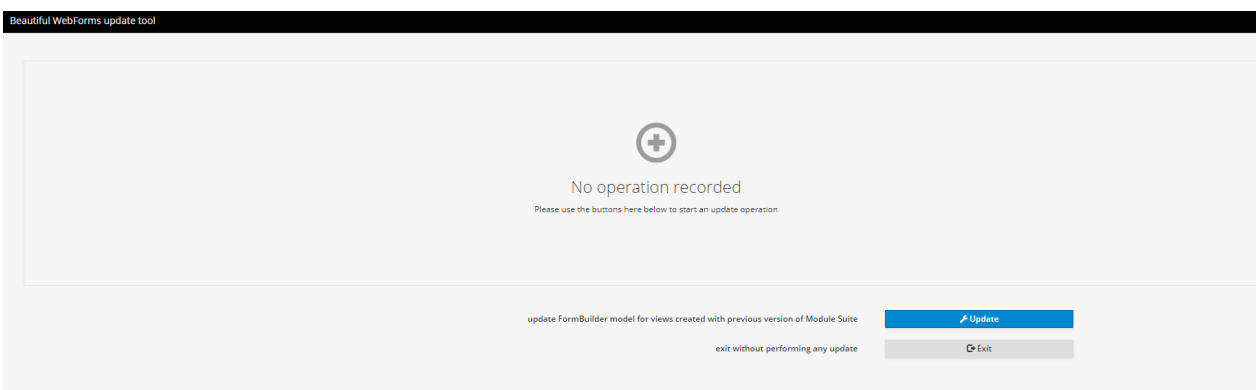 Beautiful WebForms update tool
No operation recorded
Please use the buttons here below to start an update operation
update FormBuilder model for views created with previous version of Module Suite
Update
exit without performing any update
Exit